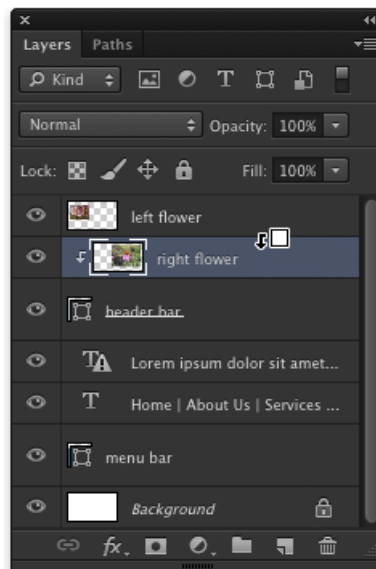 Layers Paths
Kind T
Normal Opacity: 100%
Lock: Fill: 100%
left flower
right flower
header bar
Lorem ipsum dolor sit amet...
T Home | About Us | Services ...
menu bar
Background
fx.